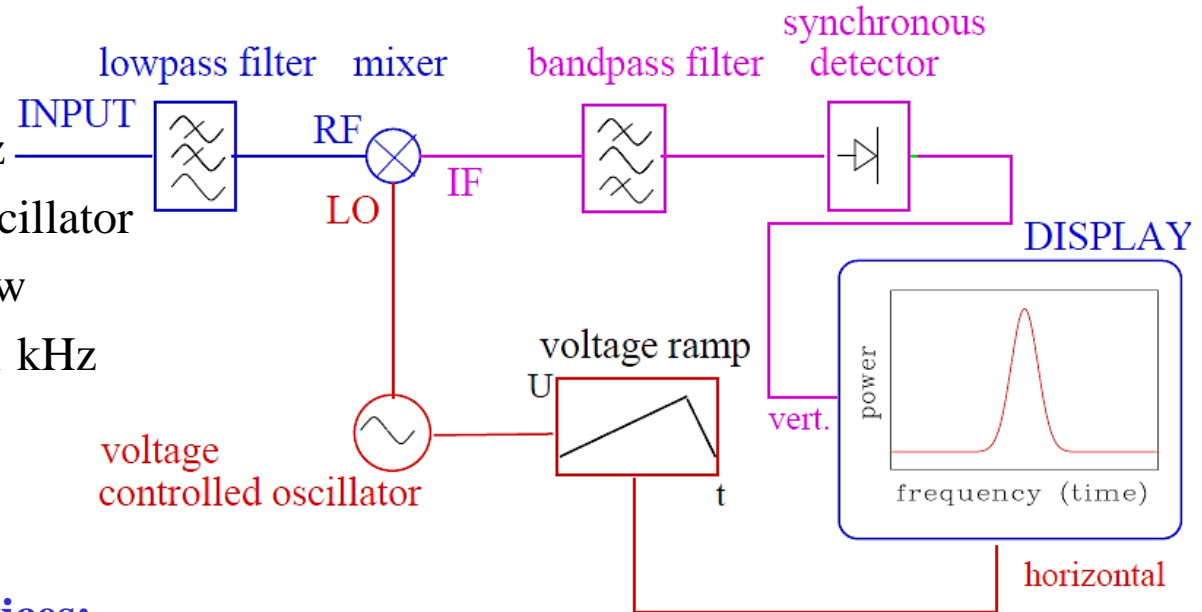 synchronous
lowpass filter mixer bandpass filter detector
INPUT
RF
z
IF
LO
cillator
DISPLAY
w
kHz
voltage ramp
U
power
vert.
voltage
controlled oscillator
t
frequency (time)
horizontal